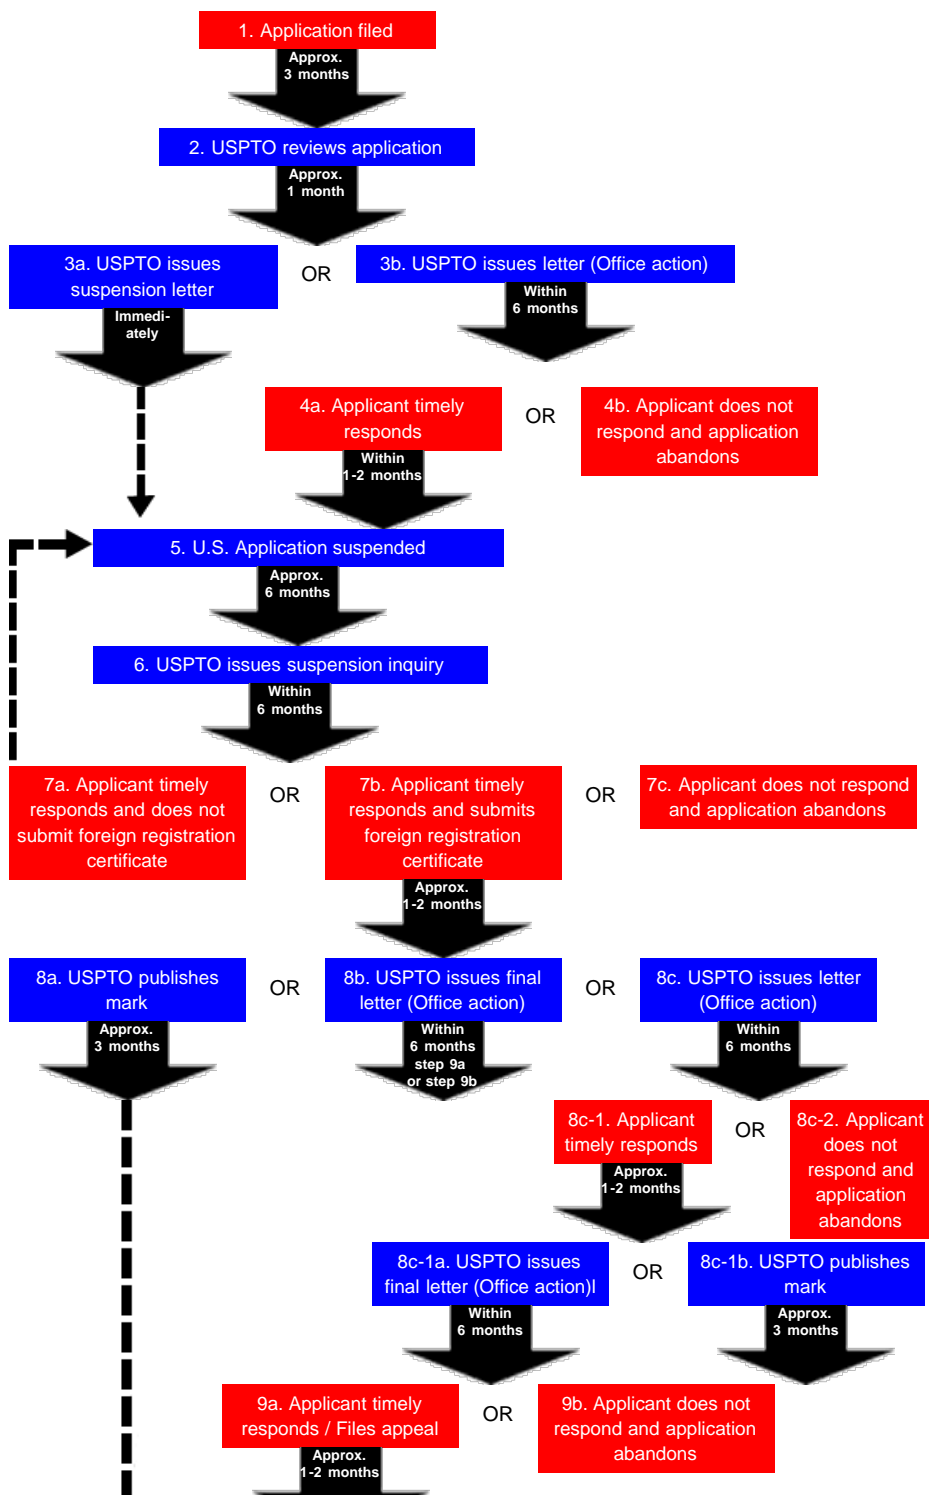 1. Application filed
Approx.
3 months
2. USPTO reviews application
Approx.
1 month
3a. USPTO issues
suspension letter
OR
3b. USPTO issues letter (Office action)
Immedi-
ately
Within
6 months
4a. Applicant timely
responds
OR
4b. Applicant does not
respond and application
abandons
Within
1-2 months
5. U.S. Application suspended
Approx.
6 months
6. USPTO issues suspension inquiry
Within
6 months
7a. Applicant timely
responds and does not
submit foreign registration
certificate
OR
7b. Applicant timely
responds and submits
foreign registration
certificate
OR
7c. Applicant does not respond
and application abandons
Approx.
1-2 months
8a. USPTO publishes
mark
OR
8b. USPTO issues final
letter (Office action)
OR
8c. USPTO issues letter
(Office action)
Approx.
3 months
Within
6 months
step 9a
or step 9b
Within
6 months
8c-1. Applicant
timely responds
OR
8c-2. Applicant
does not
respond and
application
abandons
Approx.
1-2 months
8c-1a. USPTO issues
final letter (Office action)l
OR
8c-1b. USPTO publishes
mark
Within
6 months
Approx.
3 months
9a. Applicant timely
responds / Files appeal
OR
9b. Applicant does not
respond and application
abandons
Approx.
1-2 months